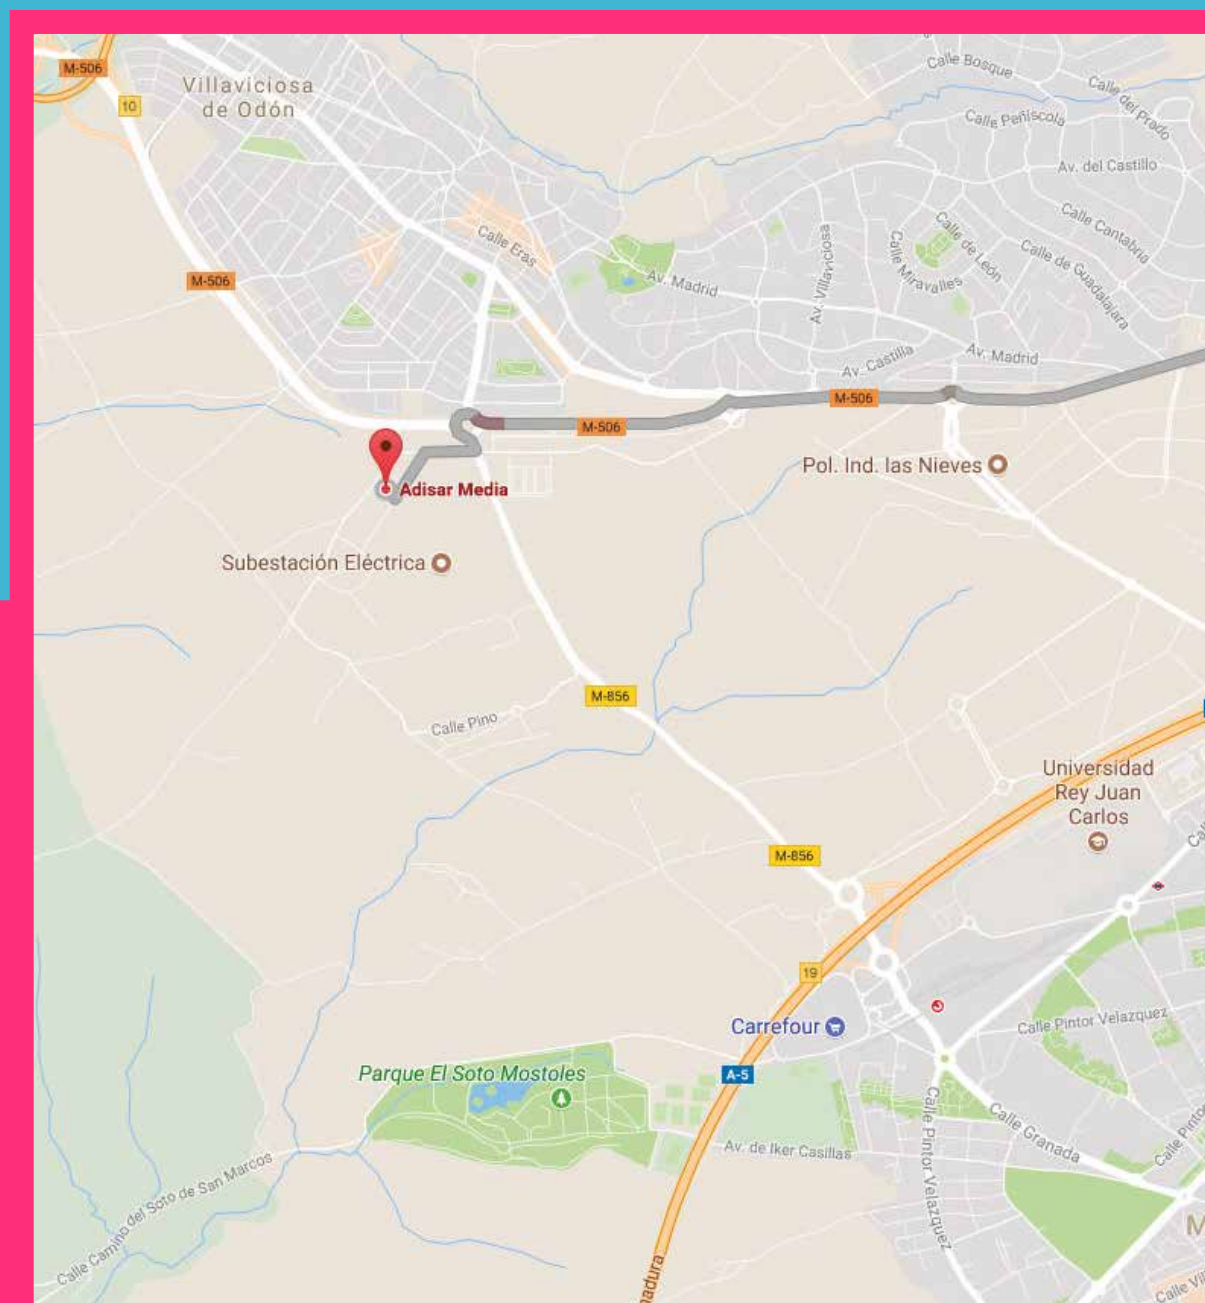 M-506
10
Villaviciosa
de Odón
Calle Bosque
Calle del Prado
Calle Peñíscola
Av. del Castillo
Calle Cantabria
Calle de León
Calle de Guadalajara
Calle Miravalles
Av. Villaviciosa
Calle Eras
Av. Madrid
M-506
Av. Castilla
Av. Madrid
M-506
M-506
Pol. Ind. las Nieves
Adisar Media
Subestación Eléctrica
M-856
Calle Pino
Universidad
Rey Juan
Carlos
M-856
19
Carrefour
Calle Pintor Velazquez
Parque El Soto Mostoles
A-5
Calle Pintor Velazquez
Calle Granada
Av. de Iker Casillas
Calle Camino del Soto de San Marcos